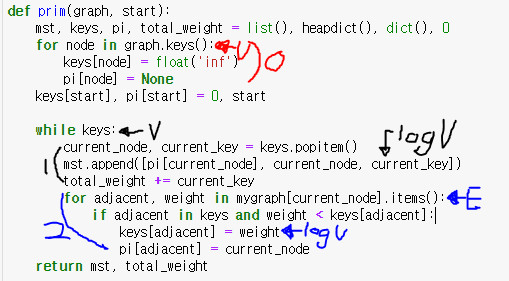 def prim(graph, start):
    mst, keys, pi, total_weight = list(), heapdict(), dict(), 0
    for node in graph.keys(): V
        keys[node] = float('inf') 0
        pi[node] = None
    keys[start], pi[start] = 0, start
    while keys: V
        current_node, current_key = keys.popitem() logV
1       mst.append([pi[current_node], current_node, current_key])
        total_weight += current_key
        for adjacent, weight in mygraph[current_node].items(): E
            if adjacent in keys and weight < keys[adjacent]:
2               keys[adjacent] = weight logV
                pi[adjacent] = current_node
    return mst, total_weight